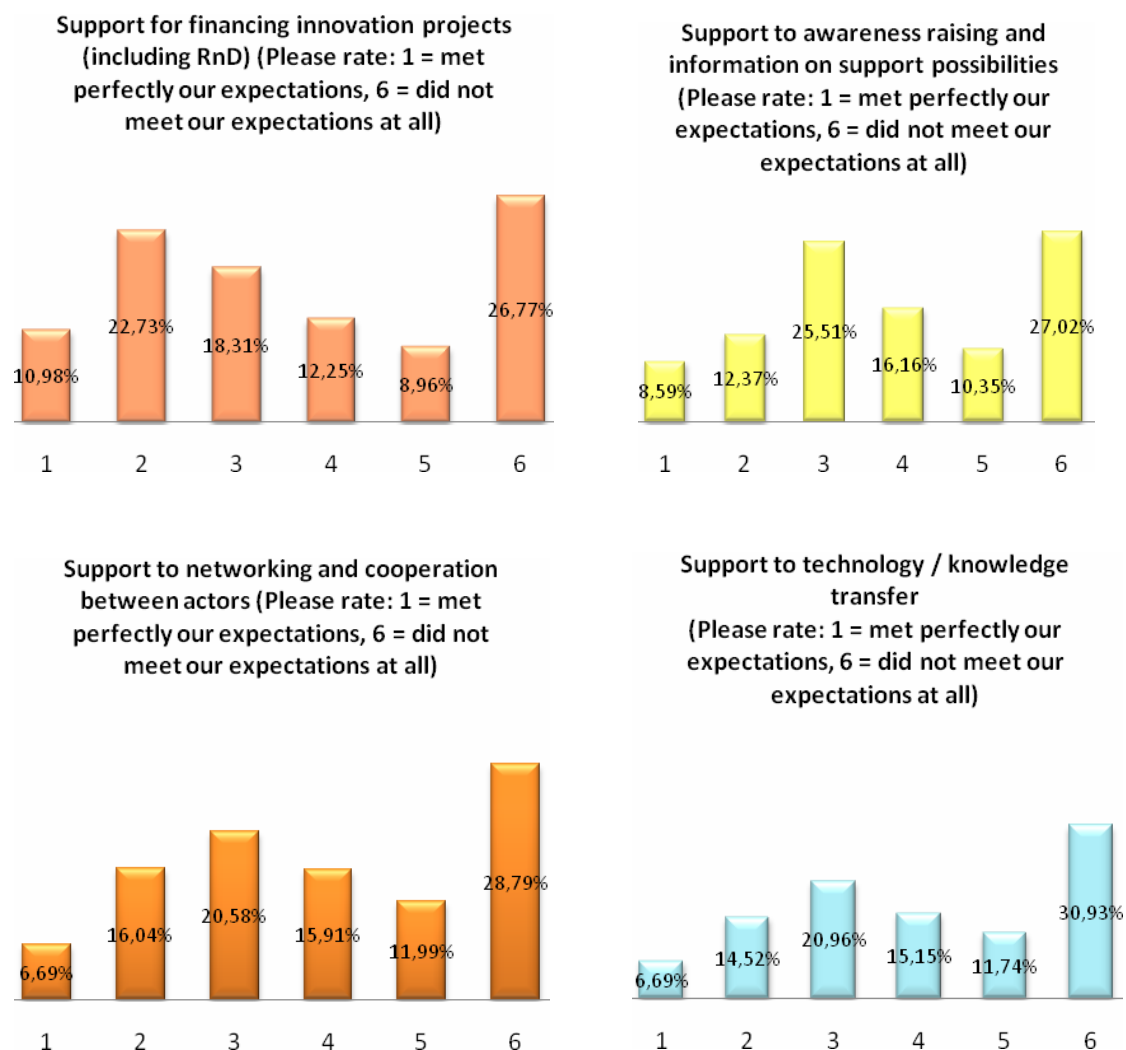 Support for financing innovation projects
(including RnD) (Please rate: 1 = met
perfectly our expectations, 6 = did not
meet our expectations at all)
10,98%
22,73%
18,31%
12,25%
8,96%
26,77%
1 2 3 4 5 6
Support to awareness raising and
information on support possibilities
(Please rate: 1 = met perfectly our
expectations, 6 = did not meet our
expectations at all)
8,59%
12,37%
25,51%
16,16%
10,35%
27,02%
1 2 3 4 5 6
Support to networking and cooperation
between actors (Please rate: 1 = met
perfectly our expectations, 6 = did not
meet our expectations at all)
6,69%
16,04%
20,58%
15,91%
11,99%
28,79%
1 2 3 4 5 6
Support to technology / knowledge
transfer
(Please rate: 1 = met perfectly our
expectations, 6 = did not meet our
expectations at all)
6,69%
14,52%
20,96%
15,15%
11,74%
30,93%
1 2 3 4 5 6